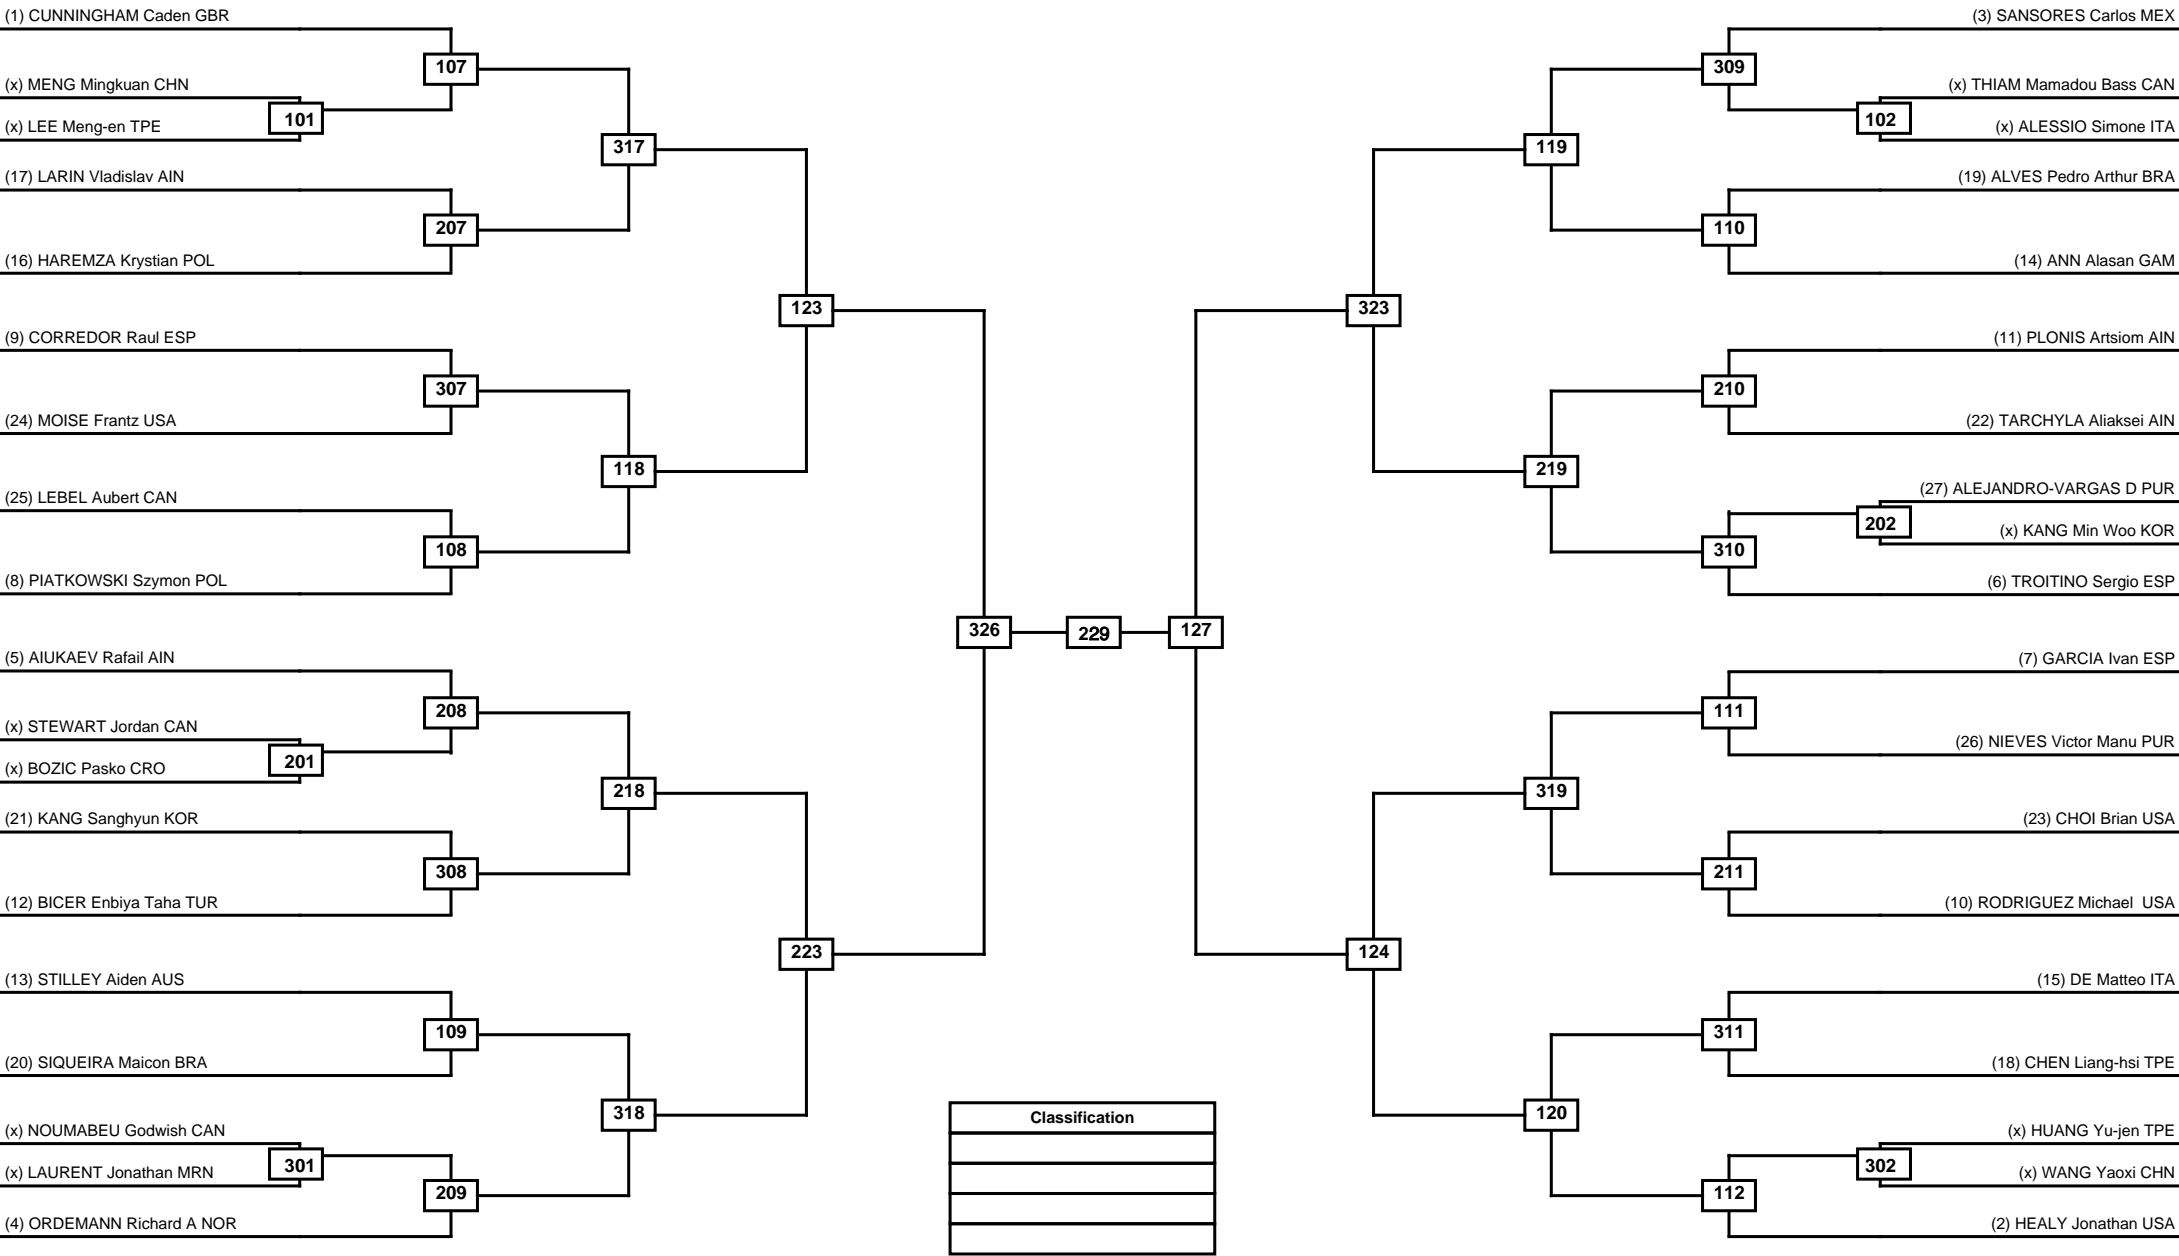 (1) CUNNINGHAM Caden GBR
107
(x) MENG Mingkuan CHN
101
(x) LEE Meng-en TPE
317
(17) LARIN Vladislav AIN
207
(16) HAREMZA Krystian POL
123
(9) CORREDOR Raul ESP
307
(24) MOISE Frantz USA
118
(25) LEBEL Aubert CAN
108
(8) PIATKOWSKI Szymon POL
326
229
127
(5) AIUKAEV Rafail AIN
208
(x) STEWART Jordan CAN
201
(x) BOZIC Pasko CRO
218
(21) KANG Sanghyun KOR
308
(12) BICER Enbiya Taha TUR
223
(13) STILLEY Aiden AUS
109
(20) SIQUEIRA Maicon BRA
318
(x) NOUMABEU Godwish CAN
301
(x) LAURENT Jonathan MRN
209
(4) ORDEMANN Richard A NOR
(3) SANSORES Carlos MEX
309
(x) THIAM Mamadou Bass CAN
102
(x) ALESSIO Simone ITA
119
(19) ALVES Pedro Arthur BRA
110
(14) ANN Alasan GAM
323
(11) PLONIS Artsiom AIN
210
(22) TARCHYLA Aliaksei AIN
219
(27) ALEJANDRO-VARGAS D PUR
202
(x) KANG Min Woo KOR
310
(6) TROITINO Sergio ESP
(7) GARCIA Ivan ESP
111
(26) NIEVES Victor Manu PUR
319
(23) CHOI Brian USA
211
(10) RODRIGUEZ Michael  USA
124
(15) DE Matteo ITA
311
(18) CHEN Liang-hsi TPE
120
(x) HUANG Yu-jen TPE
302
(x) WANG Yaoxi CHN
112
(2) HEALY Jonathan USA
Classification